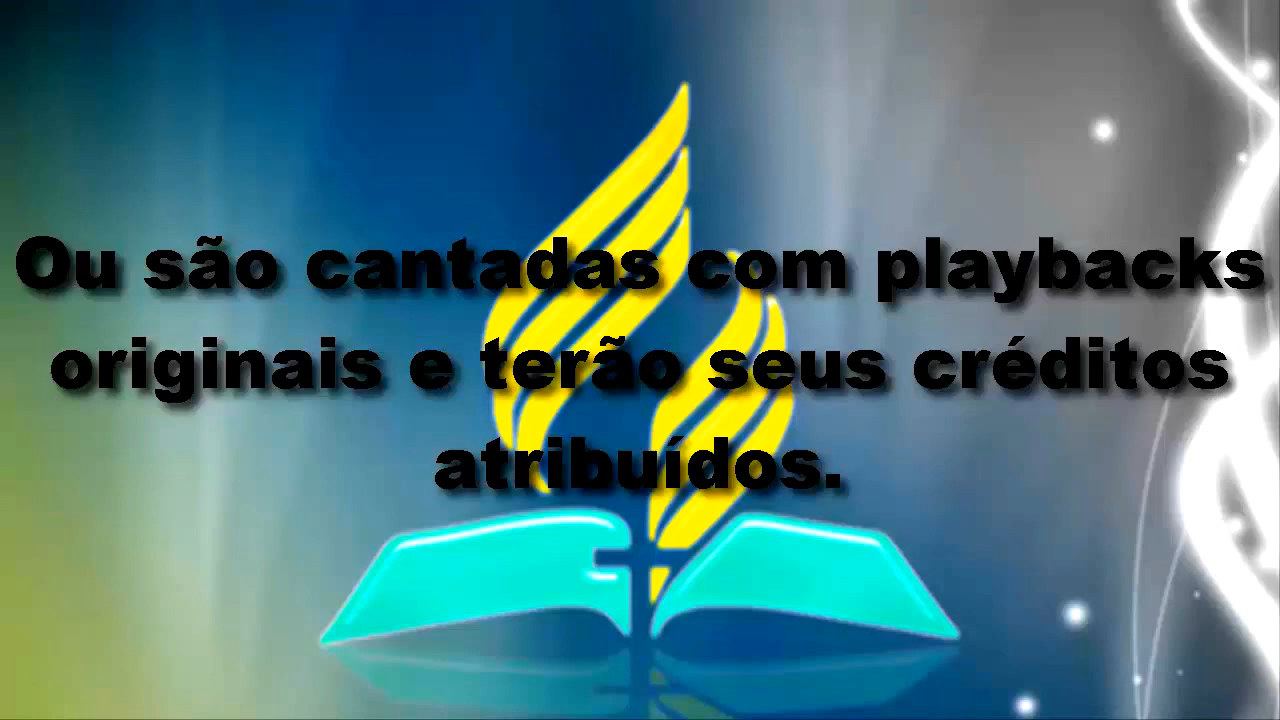 Ou são cantadas com playbacks
originais e terão seus créditos
atribuídos.